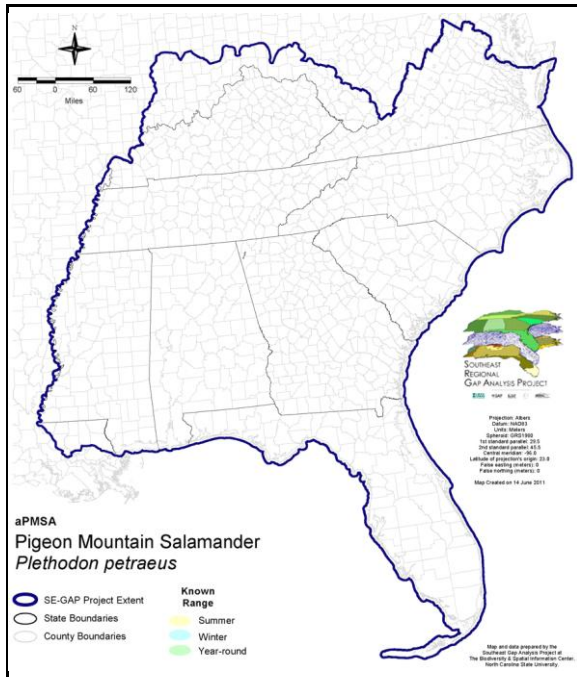 N
60 0 60 120
Miles
SOUTHEAST
REGIONAL
GAP ANALYSIS PROJECT
Projection: Albers
Datum: NAD83
Units: Meters
Spheroid: GRS1980
1st standard parallel: 29.5
2nd standard parallel: 45.5
Central meridian: -96.0
Latitude of projection's origin: 23.0
False easting (meters): 0
False northing (meters): 0
Map Created on 14 June 2011
aPMSA
Pigeon Mountain Salamander
Plethodon petraeus
SE-GAP Project Extent
State Boundaries
County Boundaries
Known
Range
Summer
Winter
Year-round
Map and data prepared by the
Southeast Gap Analysis Project at
The Biodiversity & Spatial Information Center,
North Carolina State University.